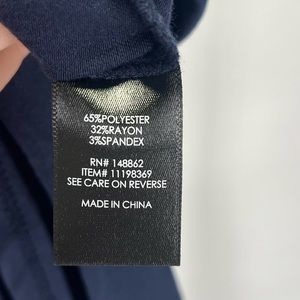 65%POLYESTER
32%RAYON
3%SPANDEX
RN# 148862
ITEM# 11198369
SEE CARE ON REVERSE
MADE IN CHINA